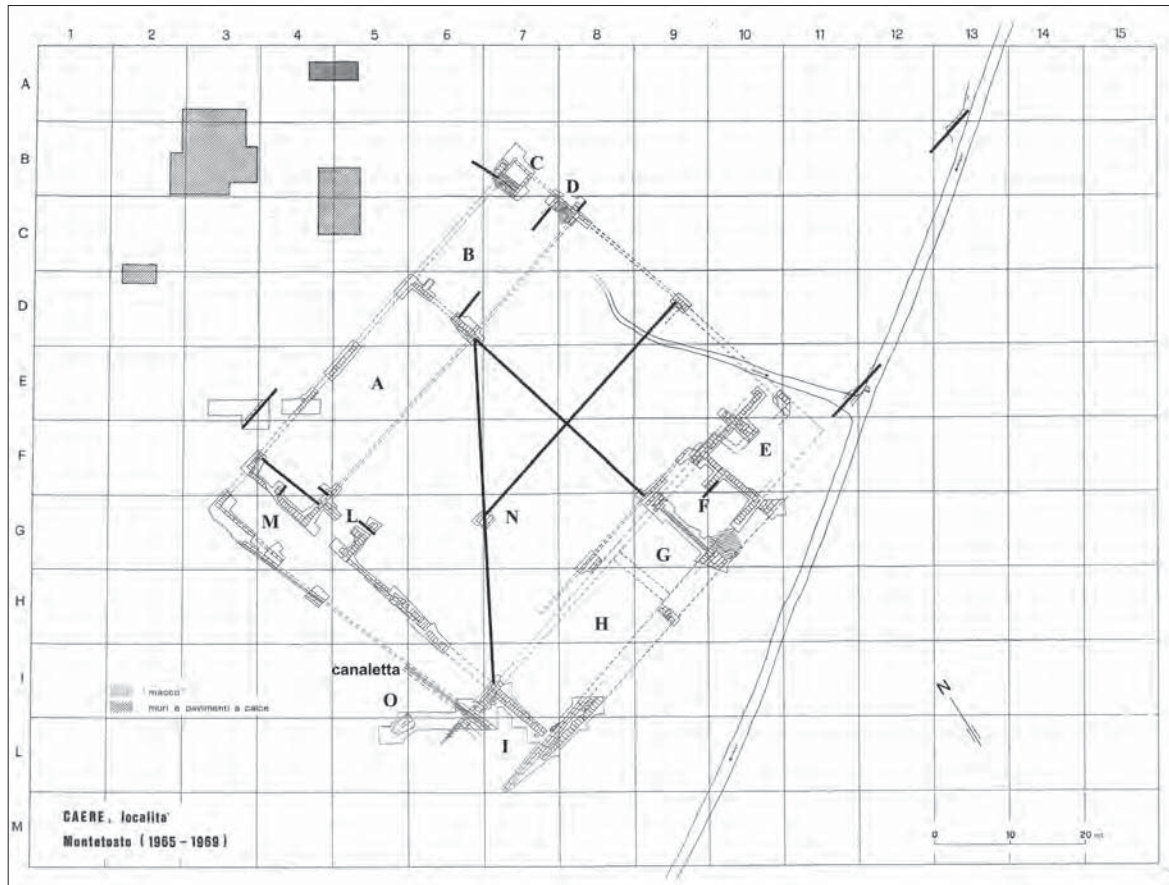 1 2 3 4 5 6 7 8 9 10 11 12 13 14 15
A
B
C
D
E
F
G
H
I
L
M
C
D
B
A
E
F
M
L
N
G
H
canaletta
O
I
N
"macco"
muri e pavimenti a calce
CAERE, località
Montetosto (1965-1969)
0 10 20 mt